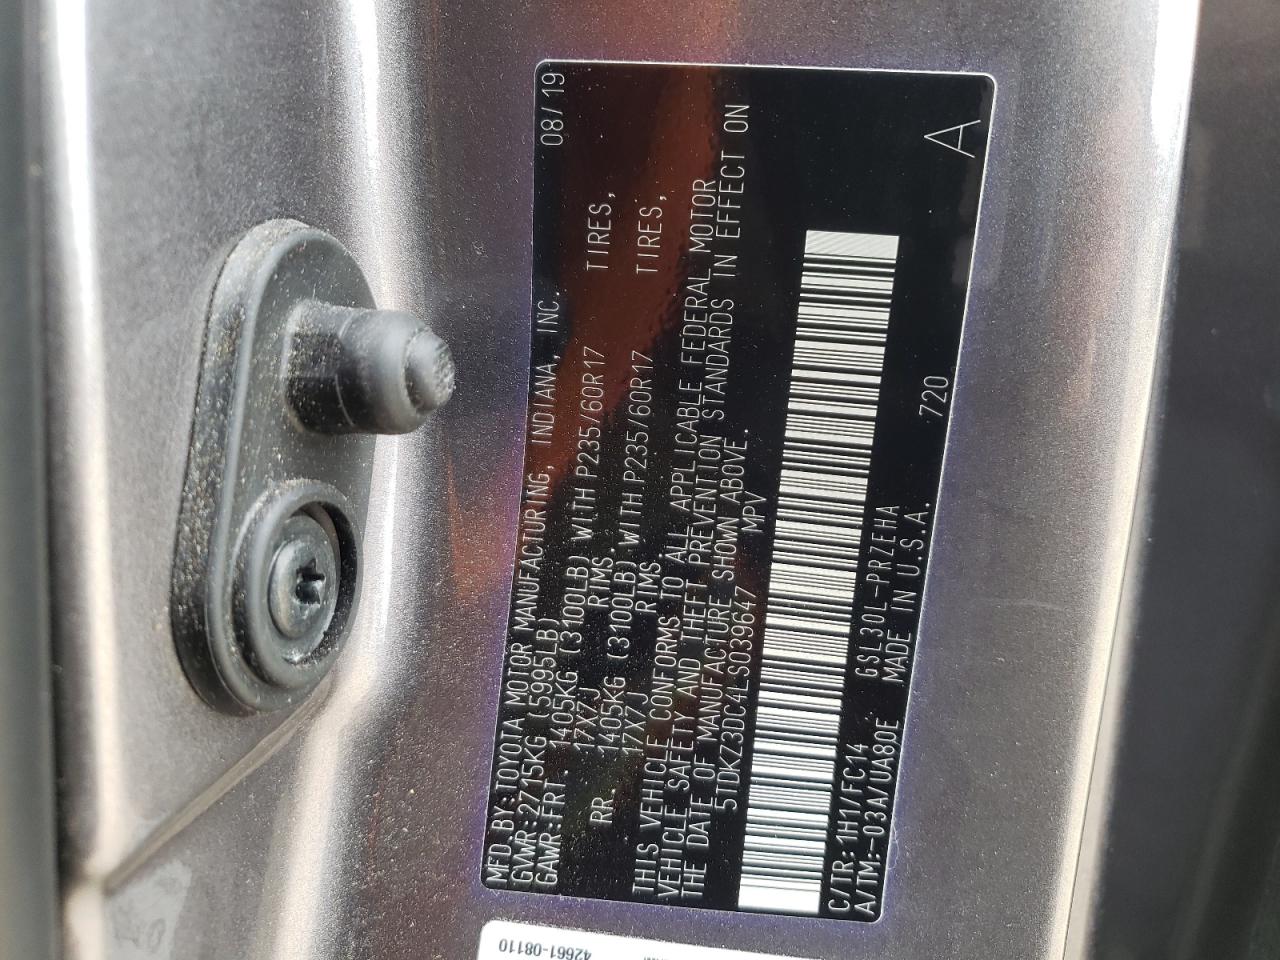 MFD.BY:TOYOTA MOTOR MANUFACTURING, INDIANA, INC. 08/19
GVWR:2715KG (5995LB)
GAWR:FRT. 1405KG (3100LB) WITH P235/60R17 TIRES,
17X7J RIMS.
RR. 1405KG (3100LB) WITH P235/60R17 TIRES,
17X7J RIMS.
THIS VEHICLE CONFORMS TO ALL APPLICABLE FEDERAL MOTOR
VEHICLE SAFETY AND THEFT PREVENTION STANDARDS IN EFFECT ON
THE DATE OF MANUFACTURE SHOWN ABOVE.
5TDKZ3DC4LS039647 MPV
C/TR:1H1/FC14 GSL30L-PRZEHA 720
A/TM:-03A/UA80E MADE IN U.S.A. A
42661-08110